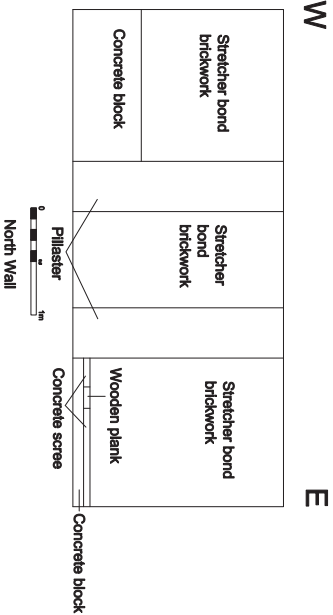 W
E
Stretcher bond
brickwork
Concrete block
Stretcher
bond
brickwork
Stretcher bond
brickwork
Pillaster
Wooden plank
Concrete scree
Concrete block
0
1m
North Wall